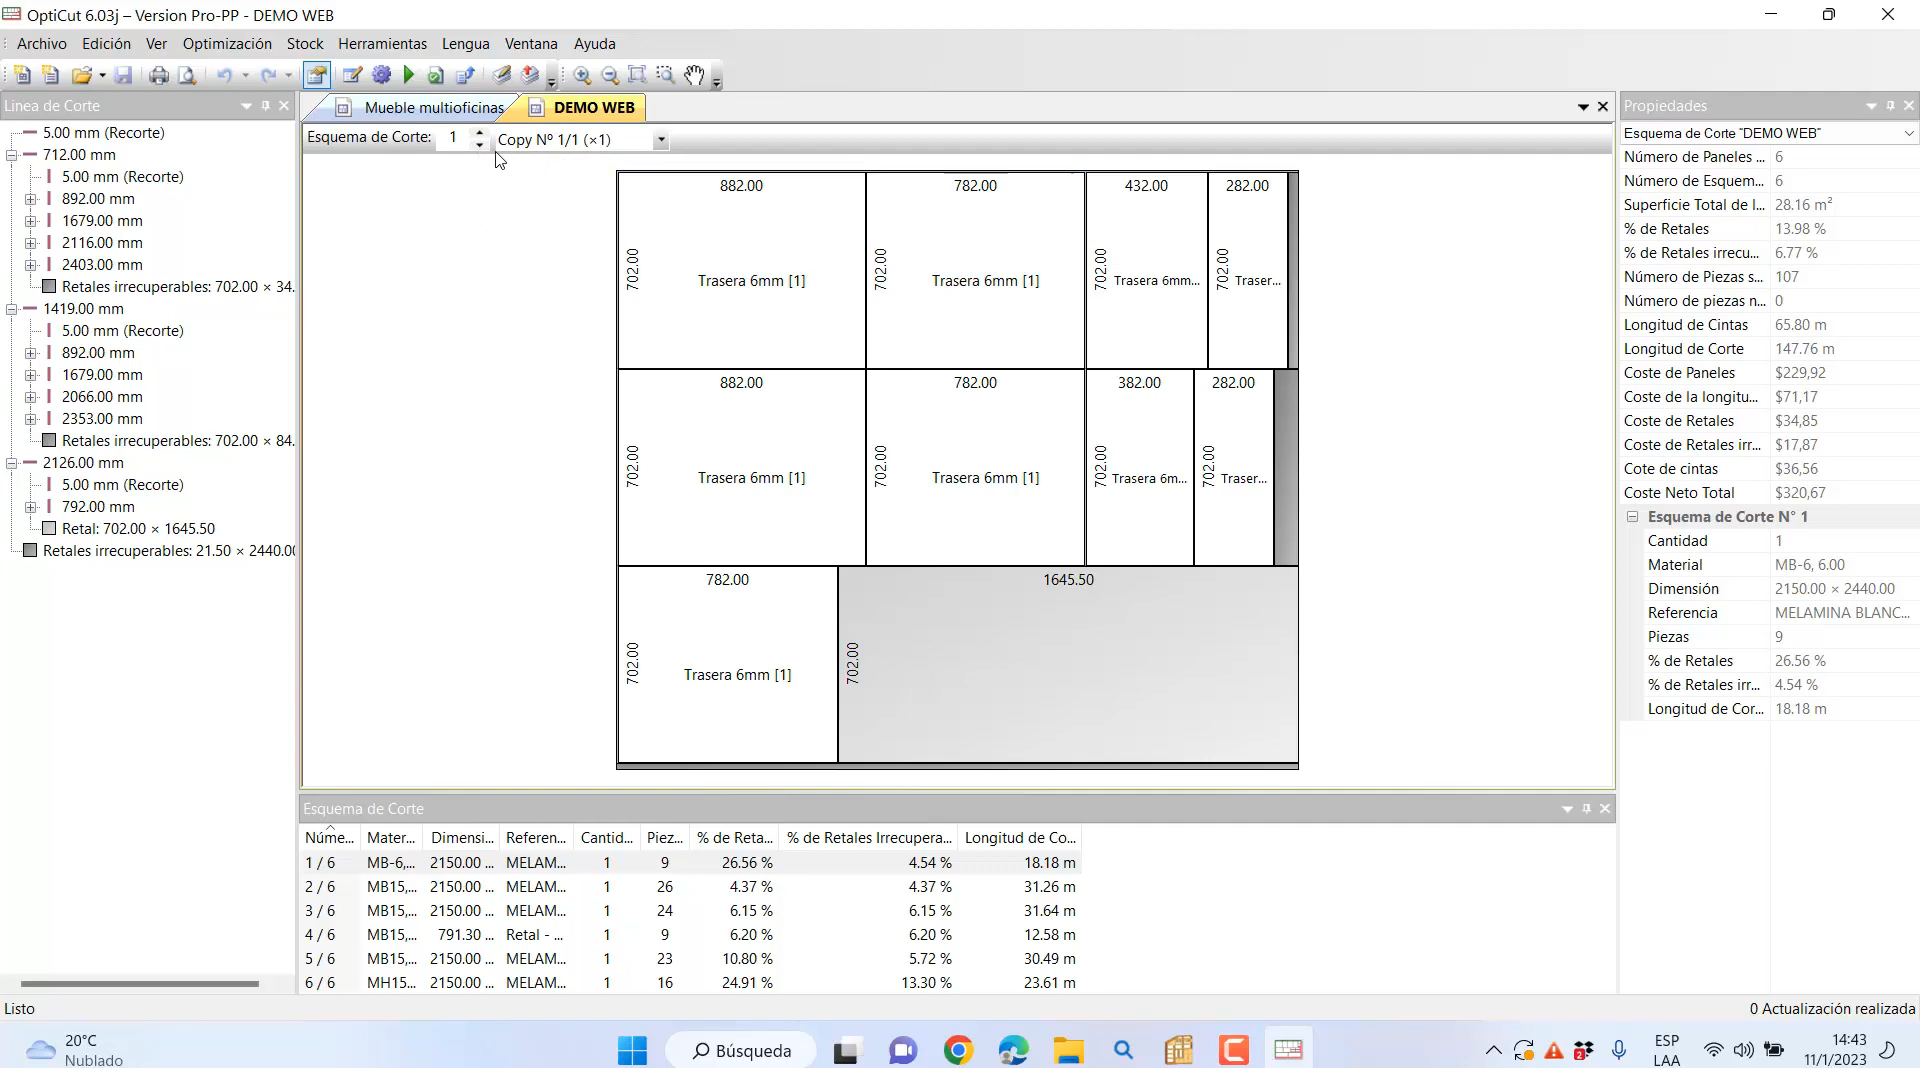 OptiCut 6.03j – Version Pro-PP - DEMO WEB
Archivo Edición Ver Optimización Stock Herramientas Lengua Ventana Ayuda
Linea de Corte
5.00 mm (Recorte)
712.00 mm
5.00 mm (Recorte)
892.00 mm
1679.00 mm
2116.00 mm
2403.00 mm
Retales irrecuperables: 702.00 × 34.
1419.00 mm
5.00 mm (Recorte)
892.00 mm
1679.00 mm
2066.00 mm
2353.00 mm
Retales irrecuperables: 702.00 × 84.
2126.00 mm
5.00 mm (Recorte)
792.00 mm
Retal: 702.00 × 1645.50
Retales irrecuperables: 21.50 × 2440.00
Mueble multioficinas DEMO WEB
Esquema de Corte: 1 Copy Nº 1/1 (×1)
882.00 782.00 432.00 282.00
702.00 702.00 702.00 702.00
Trasera 6mm [1] Trasera 6mm [1] Trasera 6mm... Traser...
882.00 782.00 382.00 282.00
702.00 702.00 702.00 702.00
Trasera 6mm [1] Trasera 6mm [1] Trasera 6m... Traser...
782.00 1645.50
702.00 702.00
Trasera 6mm [1]
Esquema de Corte
Núme... Mater... Dimensi... Referen... Cantid... Piez... % de Reta... % de Retales Irrecupera... Longitud de Co...
1 / 6 MB-6,... 2150.00 ... MELAM... 1 9 26.56 % 4.54 % 18.18 m
2 / 6 MB15,... 2150.00 ... MELAM... 1 26 4.37 % 4.37 % 31.26 m
3 / 6 MB15,... 2150.00 ... MELAM... 1 24 6.15 % 6.15 % 31.64 m
4 / 6 MB15,... 791.30 ... Retal - ... 1 9 6.20 % 6.20 % 12.58 m
5 / 6 MB15,... 2150.00 ... MELAM... 1 23 10.80 % 5.72 % 30.49 m
6 / 6 MH15... 2150.00 ... MELAM... 1 16 24.91 % 13.30 % 23.61 m
Propiedades
Esquema de Corte "DEMO WEB"
Número de Paneles ... 6
Número de Esquem... 6
Superficie Total de l... 28.16 m²
% de Retales 13.98 %
% de Retales irrecu... 6.77 %
Número de Piezas s... 107
Número de piezas n... 0
Longitud de Cintas 65.80 m
Longitud de Corte 147.76 m
Coste de Paneles $229,92
Coste de la longitu... $71,17
Coste de Retales $34,85
Coste de Retales irr... $17,87
Cote de cintas $36,56
Coste Neto Total $320,67
Esquema de Corte N° 1
Cantidad 1
Material MB-6, 6.00
Dimensión 2150.00 × 2440.00
Referencia MELAMINA BLANC...
Piezas 9
% de Retales 26.56 %
% de Retales irr... 4.54 %
Longitud de Cor... 18.18 m
Listo
0 Actualización realizada
20°C
Nublado
Búsqueda
2
ESP
LAA
14:43
11/1/2023